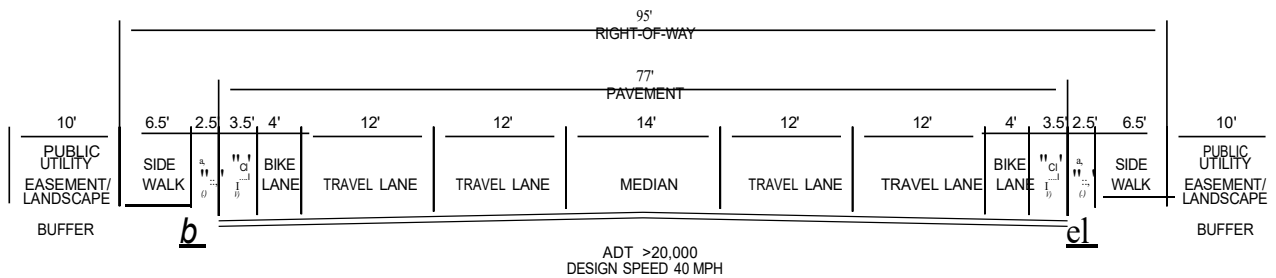 95'
RIGHT-OF-WAY
77'
PAVEMENT
10' 6.5' 2.5' 3.5' 4' 12' 12' 14' 12' 12' 4' 3.5' 2.5' 6.5' 10'
PUBLIC
UTILITY
EASEMENT/
LANDSCAPE
BUFFER
SIDE
WALK
BIKE
LANE
TRAVEL LANE
TRAVEL LANE
MEDIAN
TRAVEL LANE
TRAVEL LANE
BIKE
LANE
SIDE
WALK
PUBLIC
UTILITY
EASEMENT/
LANDSCAPE
BUFFER
b
el
ADT >20,000
DESIGN SPEED 40 MPH